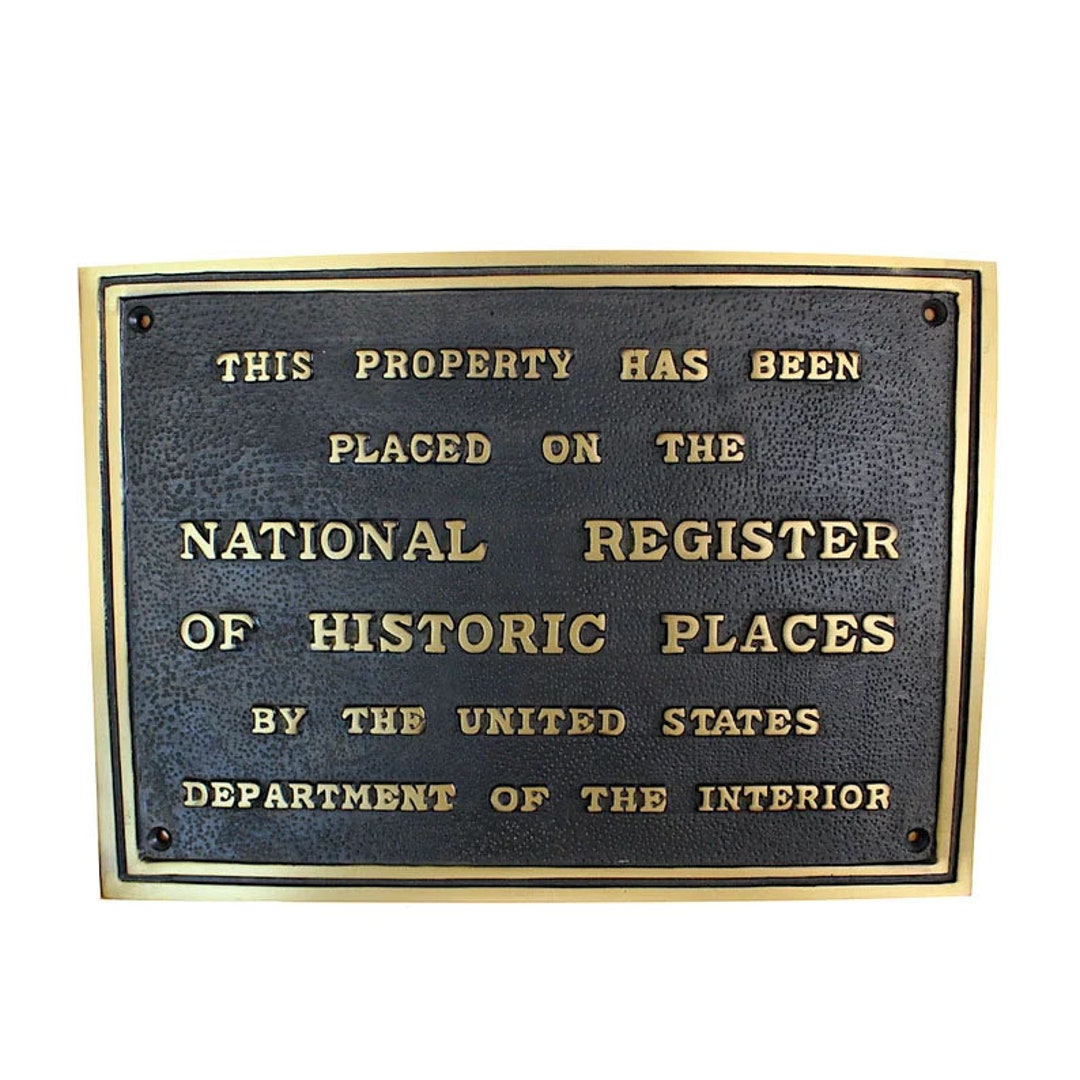 THIS PROPERTY HAS BEEN
PLACED ON THE
NATIONAL REGISTER
OF HISTORIC PLACES
BY THE UNITED STATES
DEPARTMENT OF THE INTERIOR